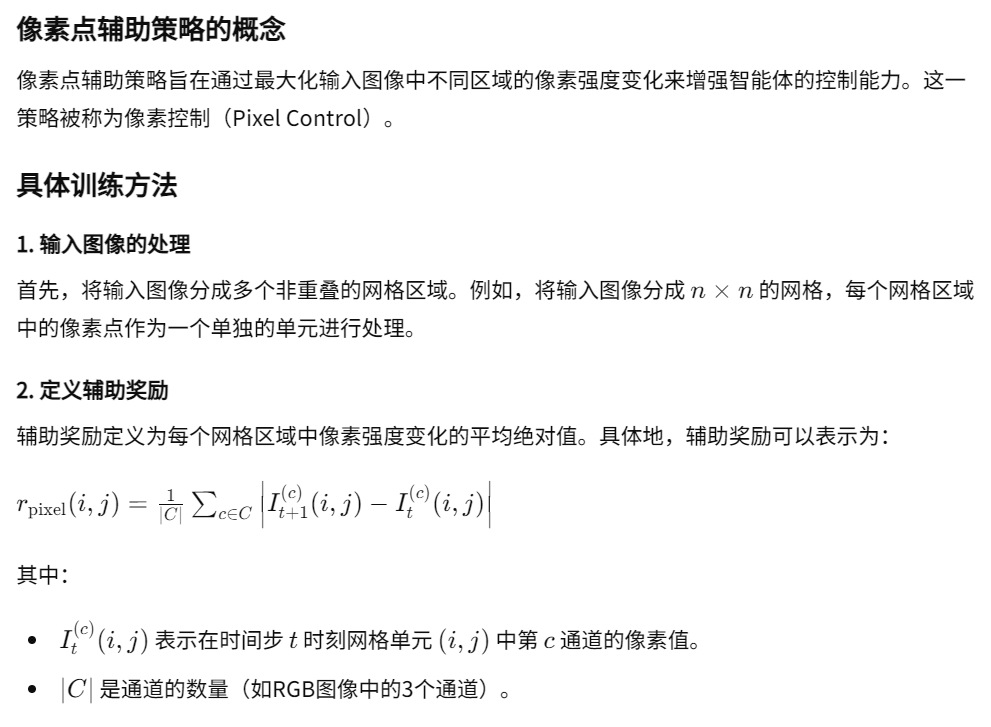 像素点辅助策略的概念
像素点辅助策略旨在通过最大化输入图像中不同区域的像素强度变化来增强智能体的控制能力。这一
策略被称为像素控制（Pixel Control）。
具体训练方法
1. 输入图像的处理
首先，将输入图像分成多个非重叠的网格区域。例如，将输入图像分成 n × n 的网格，每个网格区域
中的像素点作为一个单独的单元进行处理。
2. 定义辅助奖励
辅助奖励定义为每个网格区域中像素强度变化的平均绝对值。具体地，辅助奖励可以表示为：
$r_{\text{pixel}}(i, j) = \frac{1}{|C|} \sum_{c \in C} \left| I_{t+1}^{(c)}(i, j) - I_t^{(c)}(i, j) \right|$
其中：
• $I_t^{(c)}(i, j)$ 表示在时间步 t 时刻网格单元 (i, j) 中第 c 通道的像素值。
• |C| 是通道的数量（如RGB图像中的3个通道）。